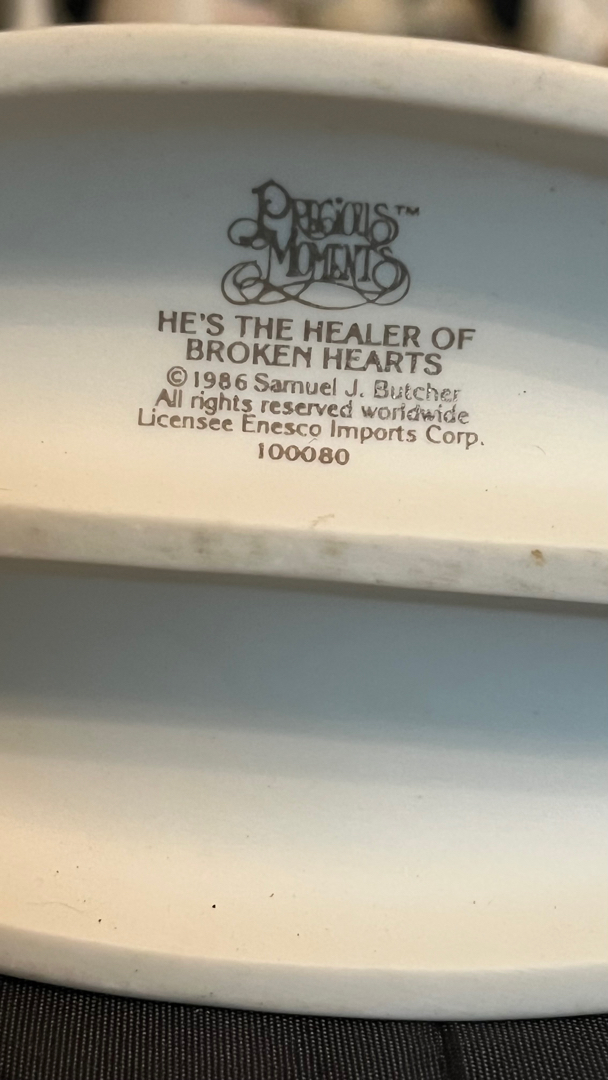 PRECIOUS™
MOMENTS
HE'S THE HEALER OF
BROKEN HEARTS
© 1986 Samuel J. Butcher
All rights reserved worldwide
Licensee Enesco Imports Corp.
100080